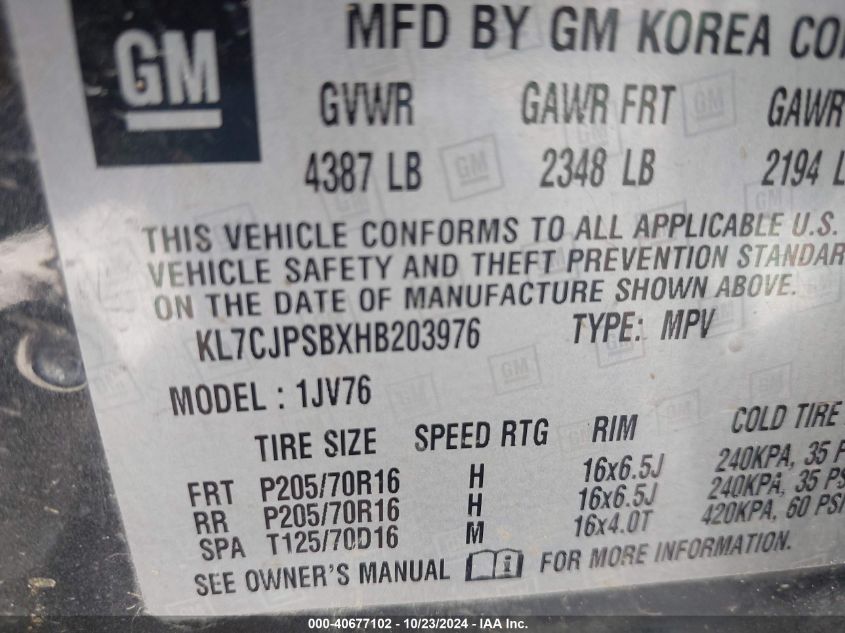 GM
MFD BY GM KOREA CO
GVWR GAWR FRT GAWR
4387 LB 2348 LB 2194 L
THIS VEHICLE CONFORMS TO ALL APPLICABLE U.S.
VEHICLE SAFETY AND THEFT PREVENTION STANDAR
ON THE DATE OF MANUFACTURE SHOWN ABOVE.
KL7CJPSBXHB203976 TYPE: MPV
MODEL : 1JV76
TIRE SIZE SPEED RTG RIM COLD TIRE
FRT P205/70R16 H 16x6.5J 240KPA, 35 P
RR P205/70R16 H 16x6.5J 240KPA, 35 PS
SPA T125/70D16 M 16x4.0T 420KPA, 60 PSI
SEE OWNER'S MANUAL FOR MORE INFORMATION.
000-40677102 - 10/23/2024 - IAA Inc.